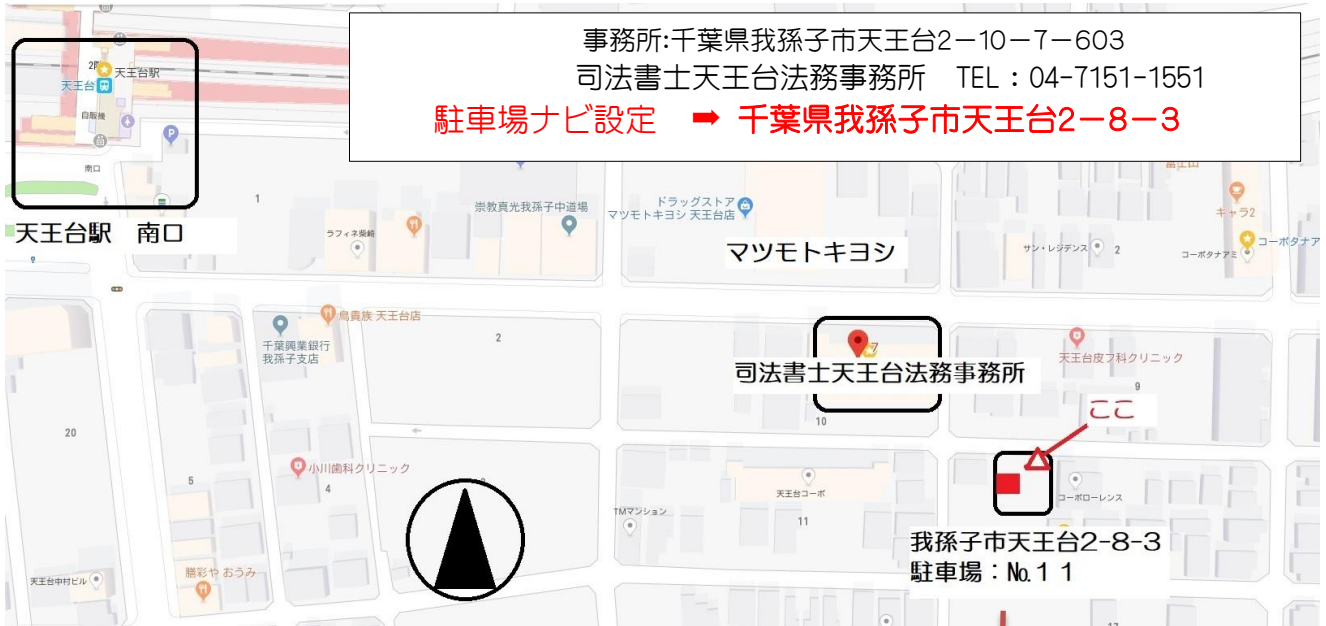 事務所:千葉県我孫子市天王台2－10－7－603
司法書士天王台法務事務所　TEL：04-7151-1551
駐車場ナビ設定　➡ 千葉県我孫子市天王台2－8－3
天王台駅
天王台
自販機
南口
天王台駅　南口
P
1
ラフィネ柴崎
崇教真光我孫子中道場
ドラッグストア
マツモトキヨシ 天王台店
マツモトキヨシ
サン・レジデンス
2
キャラ2
コーポタナアミ
コーポタナア
鳥貴族 天王台店
千葉興業銀行
我孫子支店
2
7
司法書士天王台法務事務所
10
天王台皮フ科クリニック
9
ここ
20
5
小川歯科クリニック
4
天王台コーポ
TMマンション
11
コーポローレンス
我孫子市天王台2-8-3
駐車場：№１１
天王台中村ビル
膳彩や おうみ